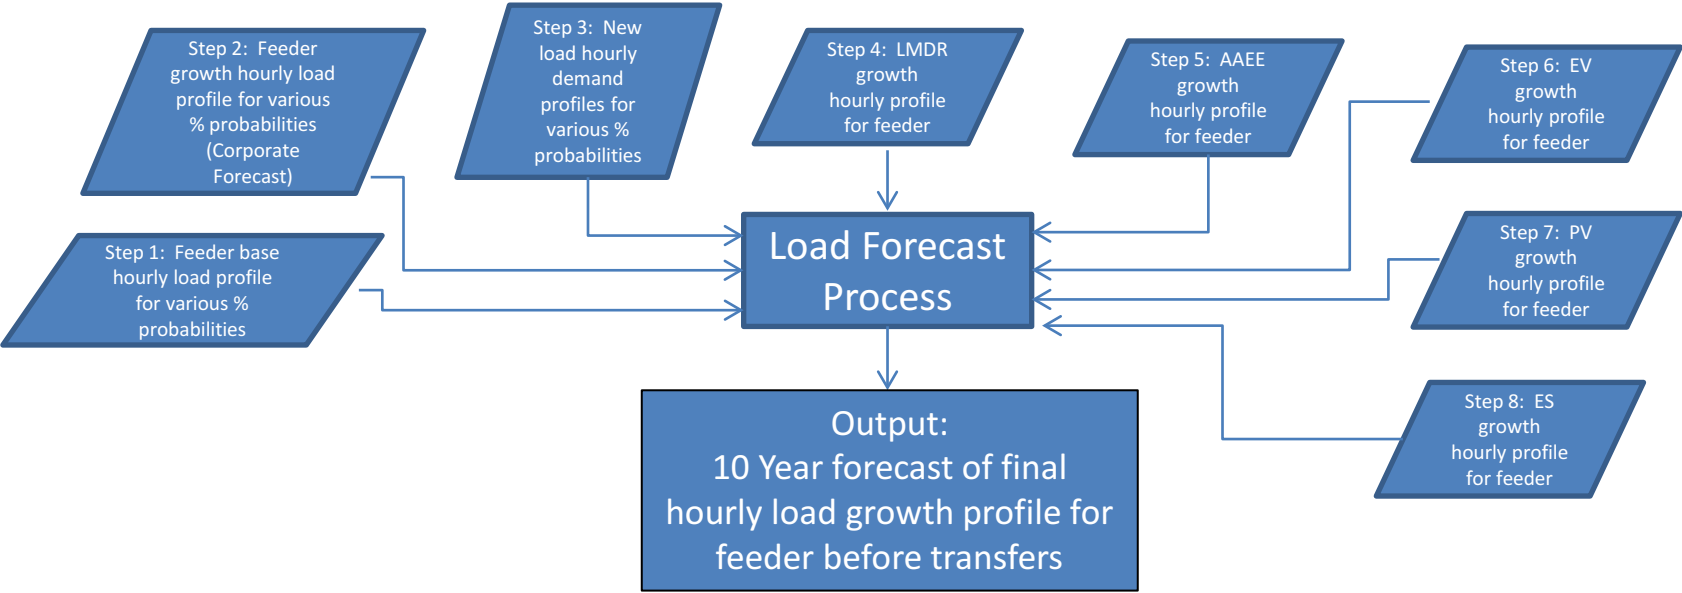 Step 2:  Feeder
growth hourly load
profile for various
% probabilities
(Corporate
Forecast)
Step 3:  New
load hourly
demand
profiles for
various %
probabilities
Step 4:  LMDR
growth
hourly profile
for feeder
Step 5:  AAEE
growth
hourly profile
for feeder
Step 6:  EV
growth
hourly profile
for feeder
Step 1:  Feeder base
hourly load profile
for various %
probabilities
Load Forecast
Process
Step 7:  PV
growth
hourly profile
for feeder
Step 8:  ES
growth
hourly profile
for feeder
Output:
10 Year forecast of final
hourly load growth profile for
feeder before transfers